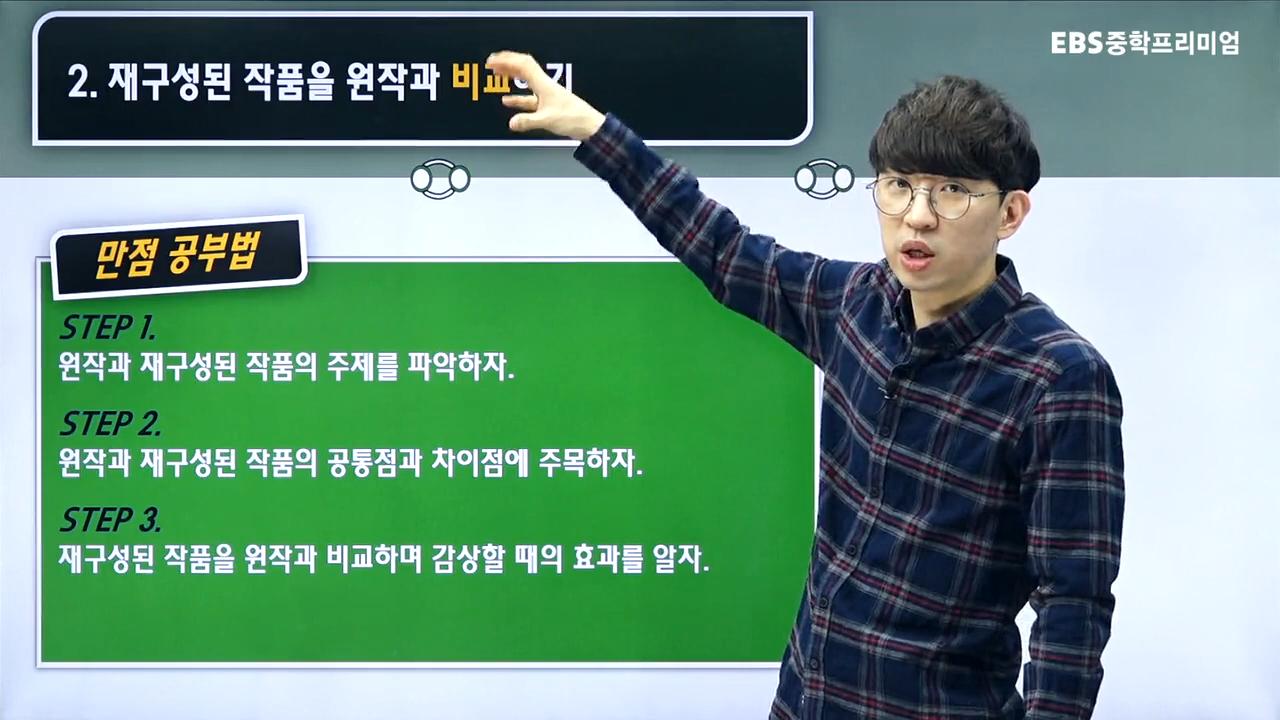 EBS중학프리미엄
2. 재구성된 작품을 원작과 비교하기
만점 공부법
STEP 1.
원작과 재구성된 작품의 주제를 파악하자.
STEP 2.
원작과 재구성된 작품의 공통점과 차이점에 주목하자.
STEP 3.
재구성된 작품을 원작과 비교하며 감상할 때의 효과를 알자.